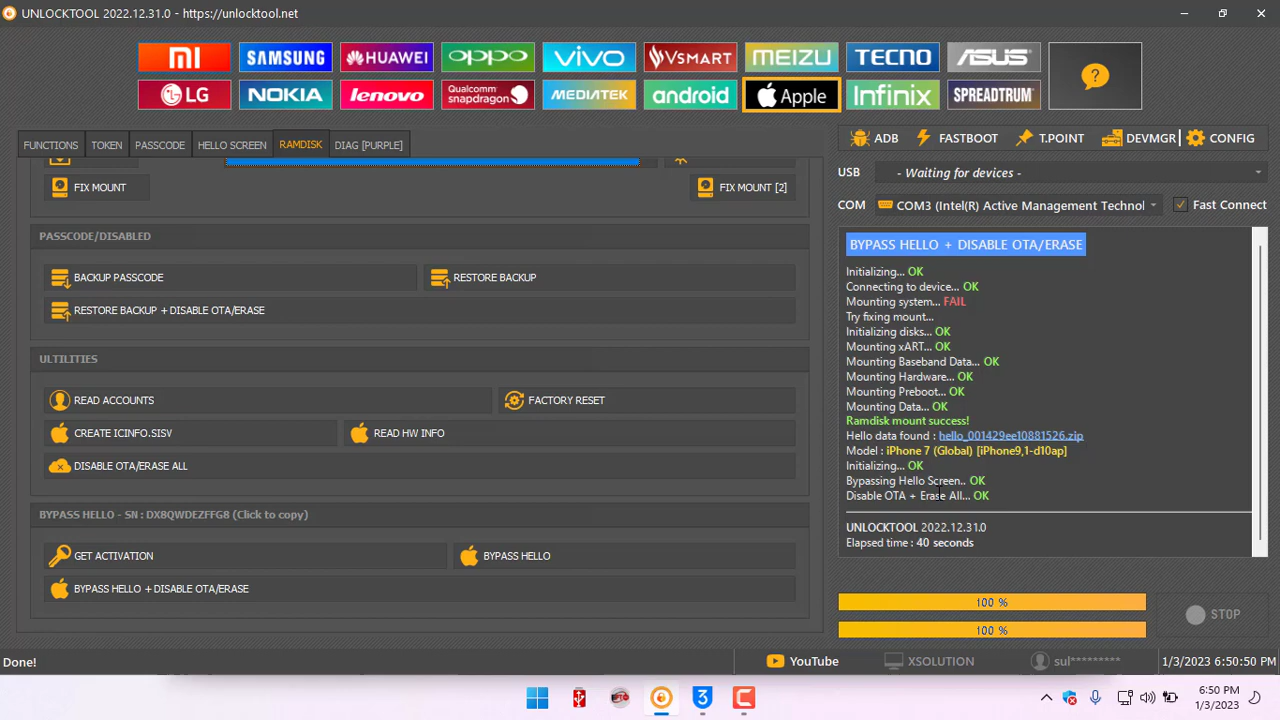 UNLOCKTOOL 2022.12.31.0 - https://unlocktool.net
MI SAMSUNG HUAWEI OPPO VIVO VSMART MEIZU TECNO ASUS ?
LG NOKIA lenovo Qualcomm snapdragon MEDIATEK android Apple Infinix SPREADTRUM
FUNCTIONS TOKEN PASSCODE HELLO SCREEN RAMDISK DIAG [PURPLE]
ADB FASTBOOT T.POINT DEVMGR CONFIG
USB - Waiting for devices -
COM COM3 (Intel(R) Active Management Technol Fast Connect
FIX MOUNT FIX MOUNT [2]
PASSCODE/DISABLED
BACKUP PASSCODE RESTORE BACKUP
RESTORE BACKUP + DISABLE OTA/ERASE
ULTILITIES
READ ACCOUNTS FACTORY RESET
CREATE ICINFO.SISV READ HW INFO
DISABLE OTA/ERASE ALL
BYPASS HELLO - SN : DX8QWDEZFFG8 (Click to copy)
GET ACTIVATION BYPASS HELLO
BYPASS HELLO + DISABLE OTA/ERASE
BYPASS HELLO + DISABLE OTA/ERASE
Initializing... OK
Connecting to device... OK
Mounting system... FAIL
Try fixing mount...
Initializing disks... OK
Mounting xART... OK
Mounting Baseband Data... OK
Mounting Hardware... OK
Mounting Preboot... OK
Mounting Data... OK
Ramdisk mount success!
Hello data found : hello_001429ee10881526.zip
Model : iPhone 7 (Global) [iPhone9,1-d10ap]
Initializing... OK
Bypassing Hello Screen.. OK
Disable OTA + Erase All... OK
UNLOCKTOOL 2022.12.31.0
Elapsed time : 40 seconds
100 %
100 %
STOP
Done! YouTube XSOLUTION sul********* 1/3/2023 6:50:50 PM
3 C
6:50 PM
1/3/2023